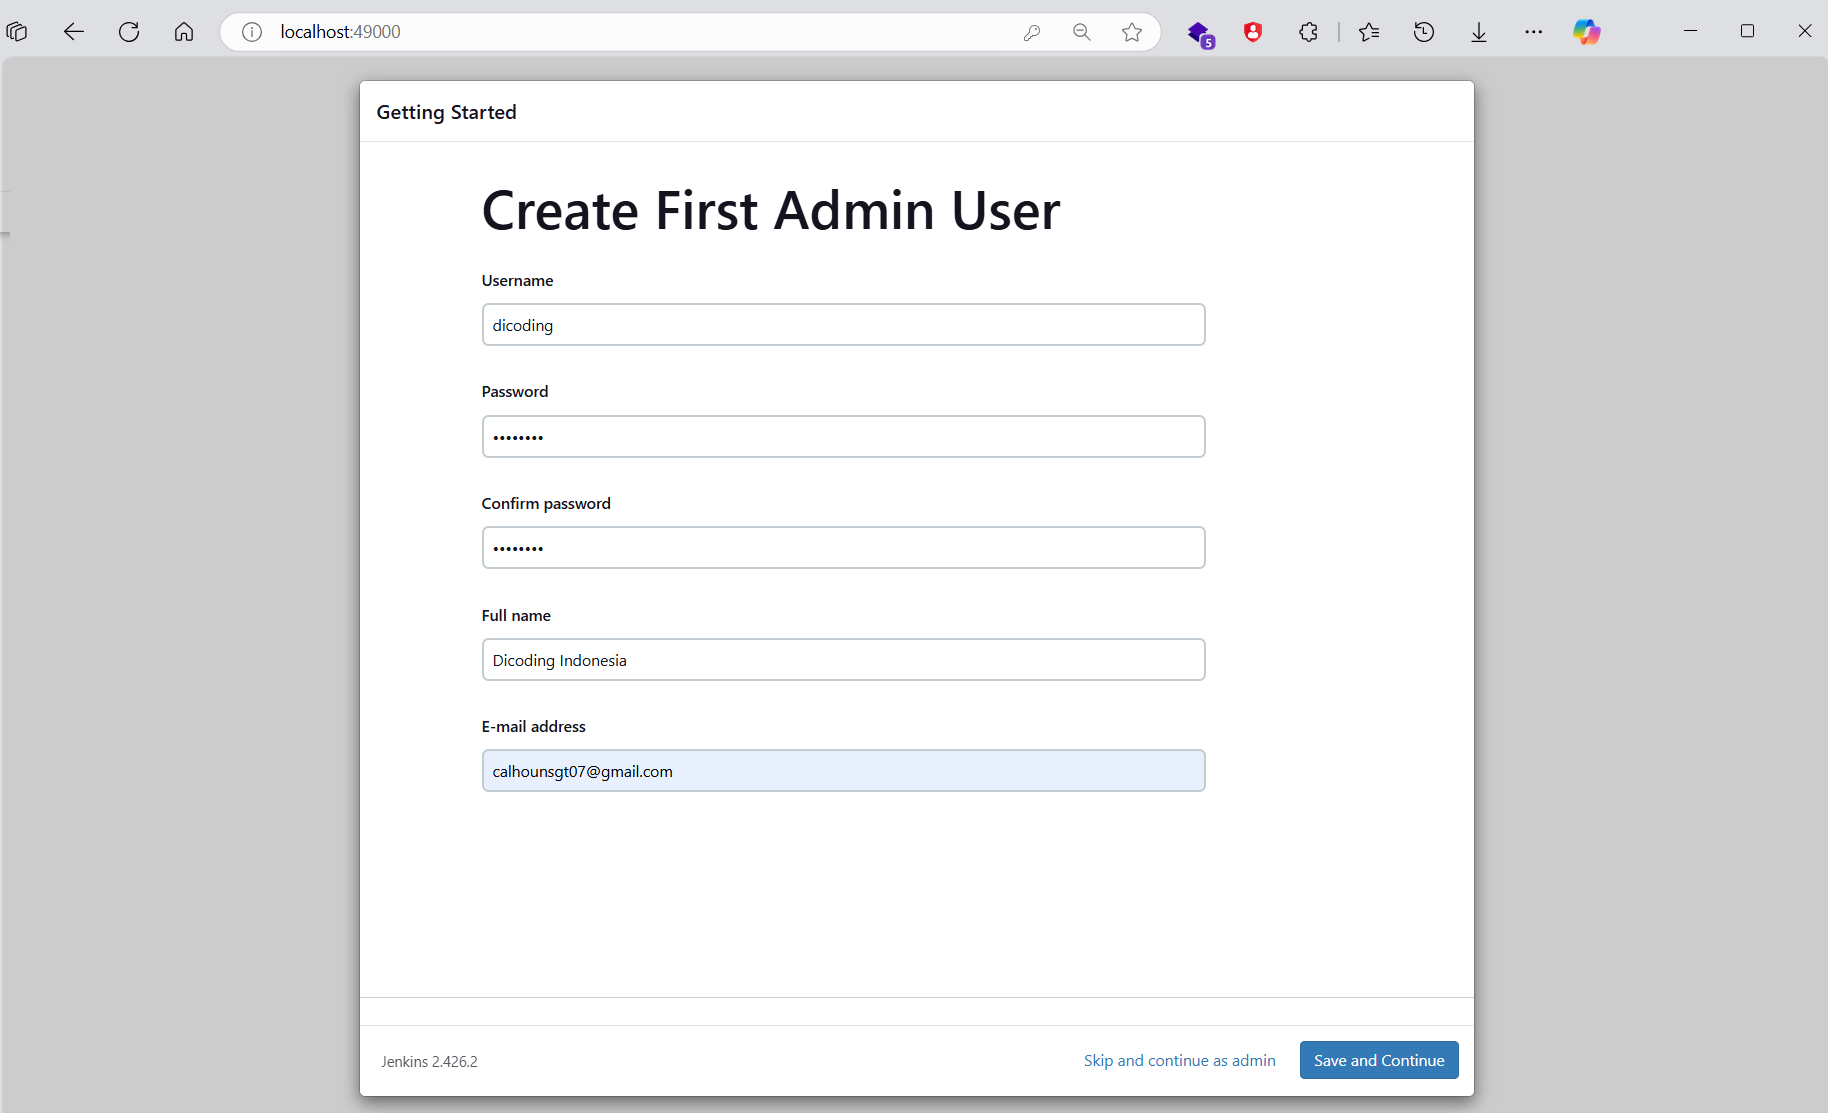 localhost:49000
5
Getting Started
Create First Admin User
Username
dicoding
Password
••••••••
Confirm password
••••••••
Full name
Dicoding Indonesia
E-mail address
calhounsgt07@gmail.com
Jenkins 2.426.2
Skip and continue as admin
Save and Continue